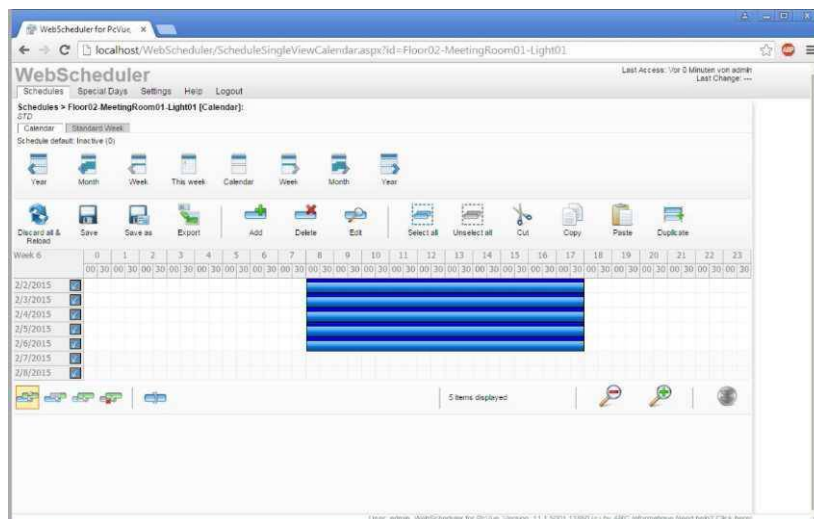 WebScheduler for PcVue
localhost/WebScheduler/ScheduleSingleViewCalendar.aspx?id=Floor02-MeetingRoom01-Light01
WebScheduler
Last Access: Vor 0 Minuten von admin
Last Change: ---
Schedules Special Days Settings Help Logout
Schedules > Floor02-MeetingRoom01-Light01 [Calendar]:
STD
Calendar Standard Week
Schedule default: Inactive (0)
Year Month Week This week Calendar Week Month Year
Discard all & Reload Save Save as Export Add Delete Edit Select all Unselect all Cut Copy Paste Duplicate
Week 6 0 1 2 3 4 5 6 7 8 9 10 11 12 13 14 15 16 17 18 19 20 21 22 23
00 30 00 30 00 30 00 30 00 30 00 30 00 30 00 30 00 30 00 30 00 30 00 30 00 30 00 30 00 30 00 30 00 30 00 30 00 30 00 30 00 30 00 30 00 30 00 30
2/2/2015
2/3/2015
2/4/2015
2/5/2015
2/6/2015
2/7/2015
2/8/2015
5 items displayed